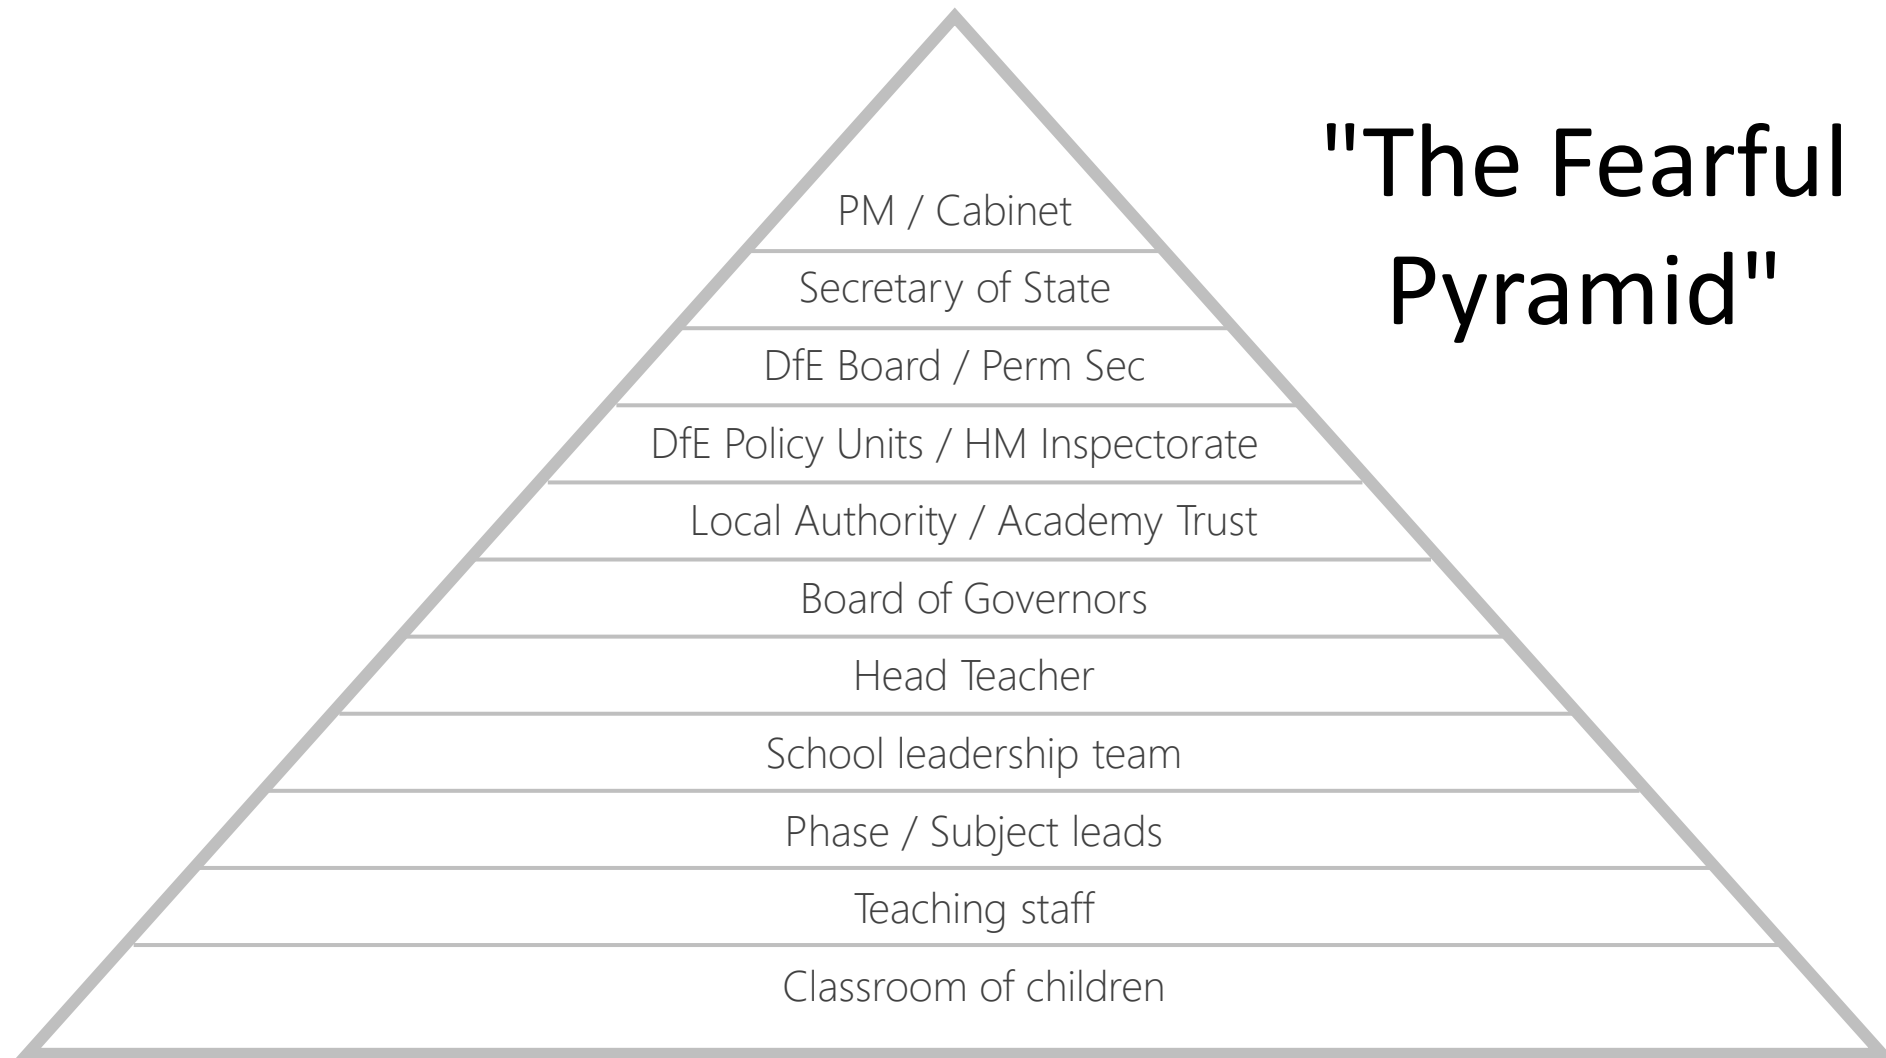 "The Fearful
Pyramid"
PM / Cabinet
Secretary of State
DfE Board / Perm Sec
DfE Policy Units / HM Inspectorate
Local Authority / Academy Trust
Board of Governors
Head Teacher
School leadership team
Phase / Subject leads
Teaching staff
Classroom of children